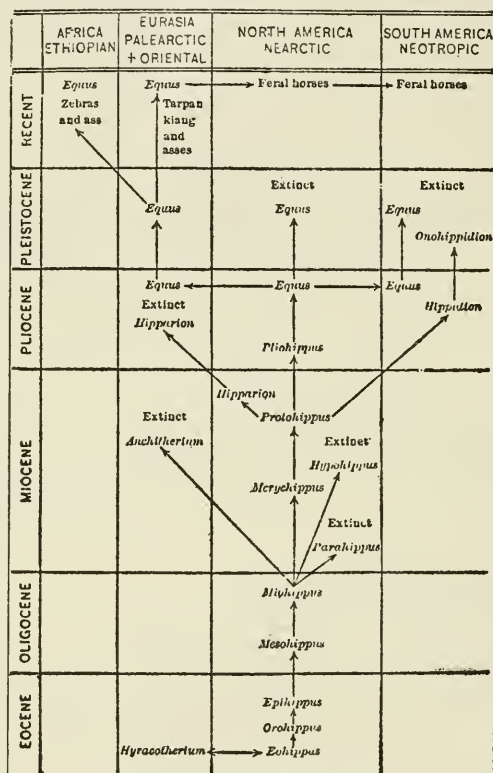 AFRICA
ETHIOPIAN
EURASIA
PALEARCTIC
+ ORIENTAL
NORTH AMERICA
NEARCTIC
SOUTH AMERICA
NEOTROPIC
RECENT
Equus
Zebras
and ass
Equus
Tarpan
kiang
and
asses
Feral horses
Feral horses
PLEISTOCENE
Equus
Extinct
Equus
Extinct
Equus
Onohippidion
PLIOCENE
Equus
Extinct
Hipparion
Equus
Pliohippus
Equus
Hippidion
MIOCENE
Hipparion
Protohippus
Extinct
Anchitherium
Extinct
Hypohippus
Merychippus
Extinct
Parahippus
OLIGOCENE
Miohippus
Mesohippus
EOCENE
Epihippus
Orohippus
Hyracotherium
Eohippus